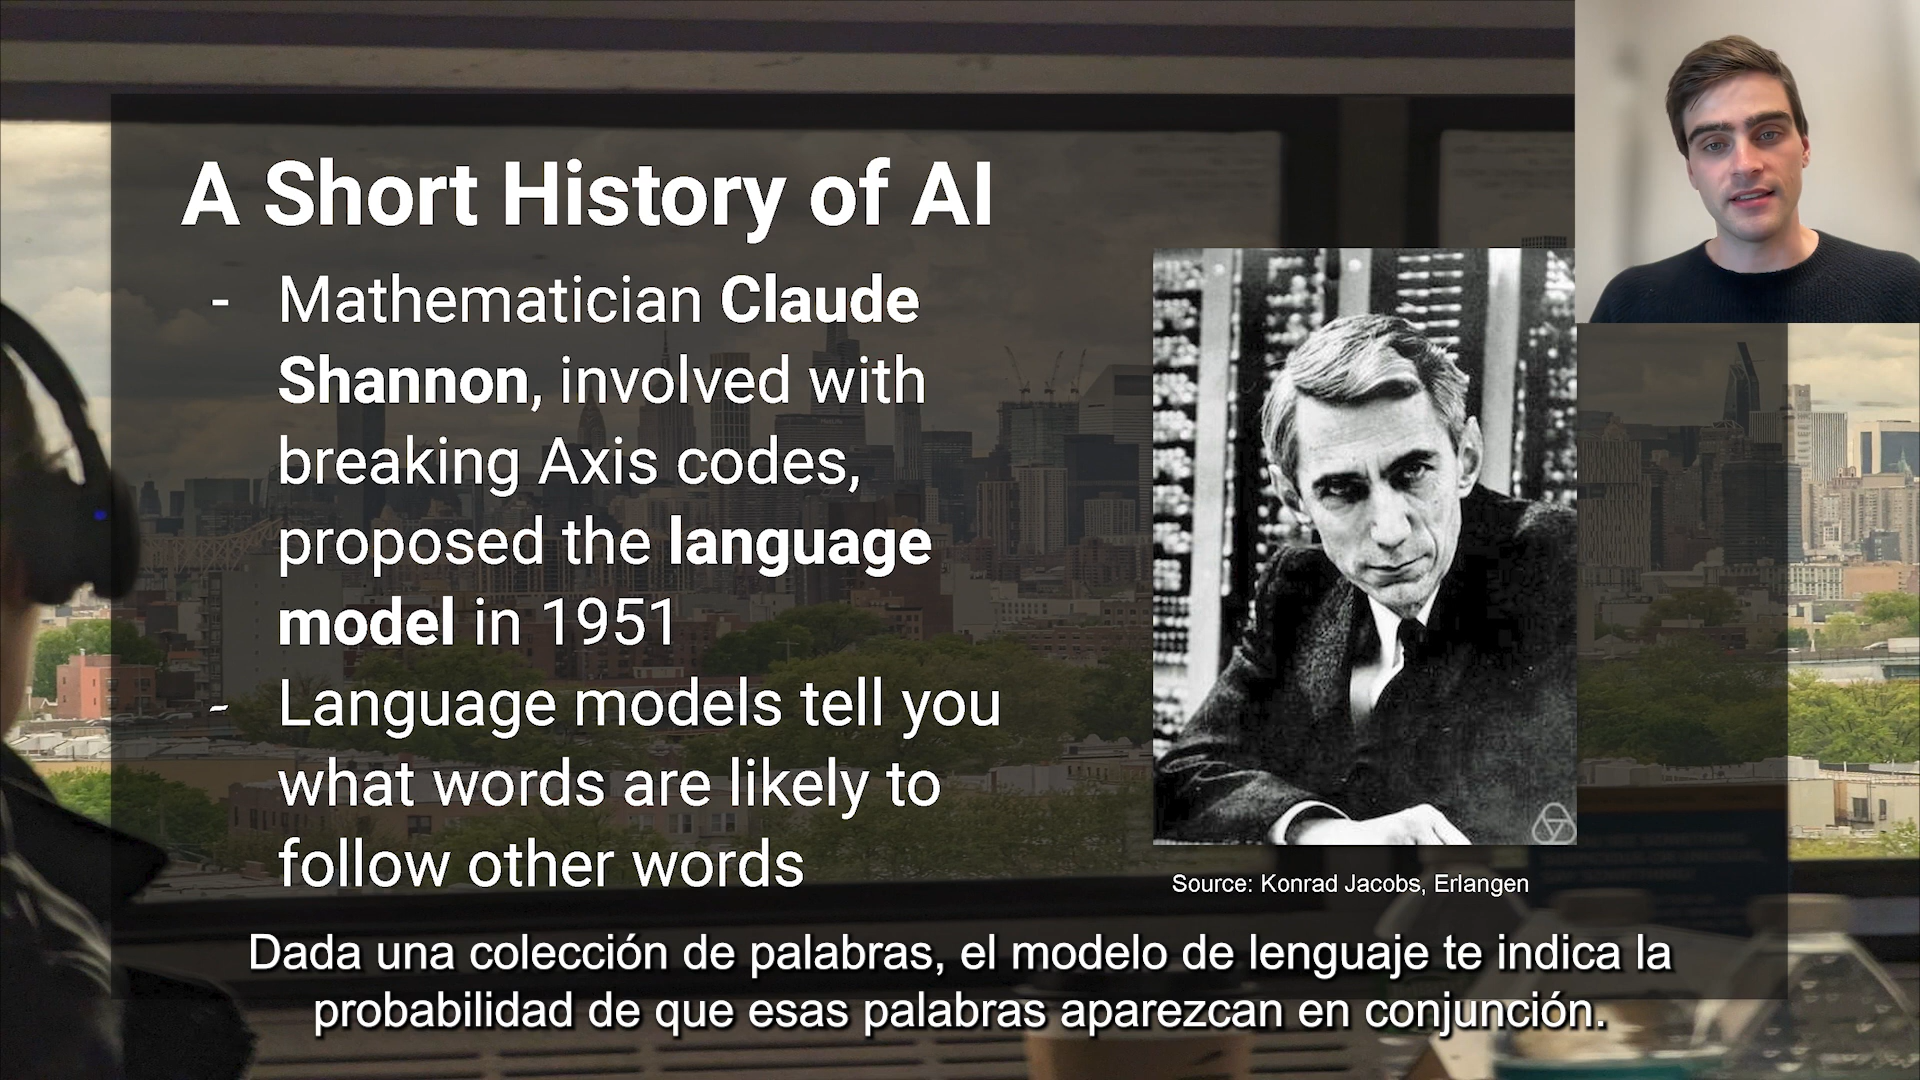 A Short History of AI
- Mathematician Claude
Shannon, involved with
breaking Axis codes,
proposed the language
model in 1951
- Language models tell you
what words are likely to
follow other words
Source: Konrad Jacobs, Erlangen
Dada una colección de palabras, el modelo de lenguaje te indica la
probabilidad de que esas palabras aparezcan en conjunción.